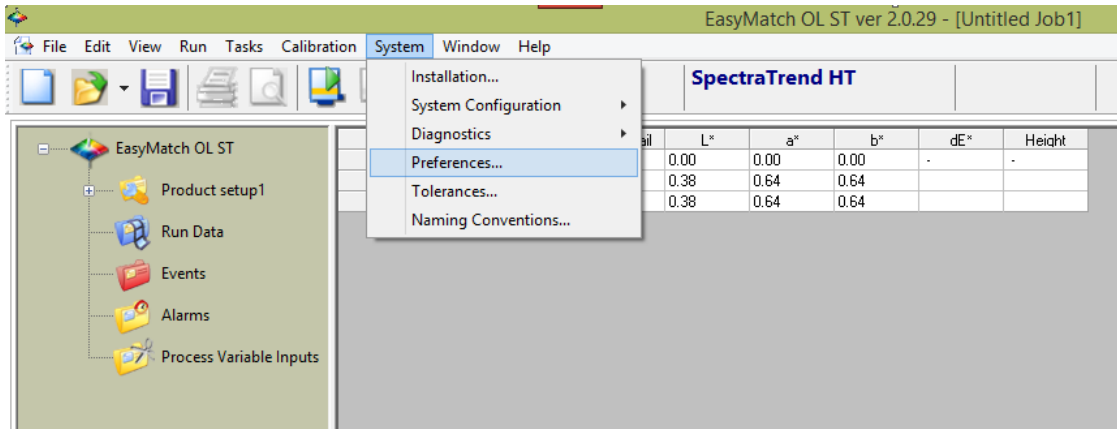 EasyMatch OL ST ver 2.0.29 - [Untitled Job1]
File Edit View Run Tasks Calibration System Window Help
SpectraTrend HT
Installation...
System Configuration
Diagnostics
Preferences...
Tolerances...
Naming Conventions...
EasyMatch OL ST
Product setup1
Run Data
Events
Alarms
Process Variable Inputs
L* a* b* dE* Height
0.00 0.00 0.00 - -
0.38 0.64 0.64
0.38 0.64 0.64